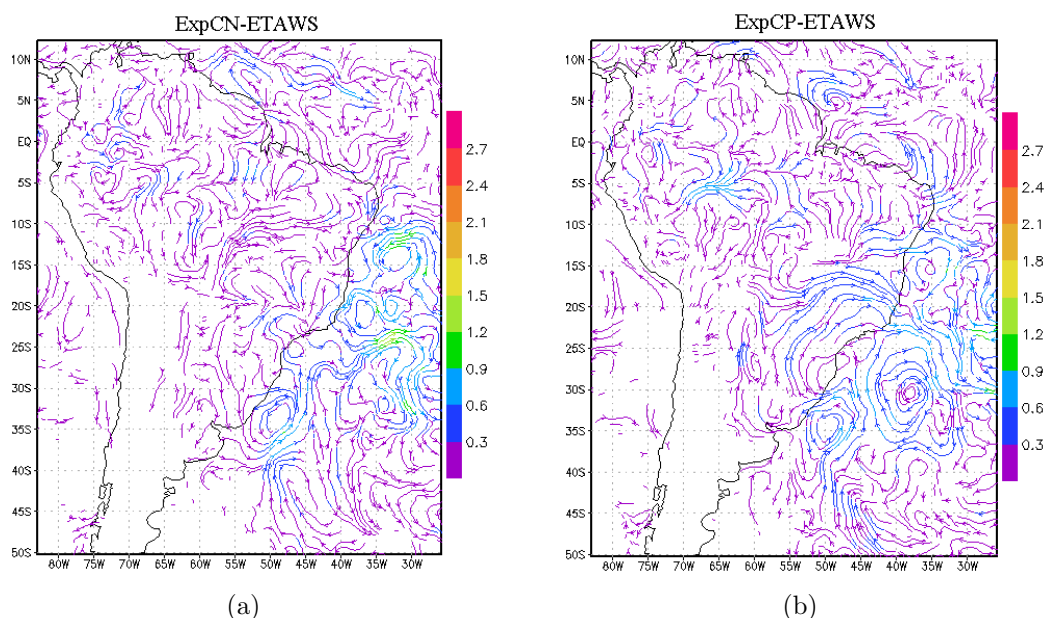 ExpCN-ETAWS
10N
5N
EQ
5S
10S
15S
20S
25S
30S
35S
40S
45S
50S
80W 75W 70W 65W 60W 55W 50W 45W 40W 35W 30W
2.7
2.4
2.1
1.8
1.5
1.2
0.9
0.6
0.3
(a)
ExpCP-ETAWS
10N
5N
EQ
5S
10S
15S
20S
25S
30S
35S
40S
45S
50S
80W 75W 70W 65W 60W 55W 50W 45W 40W 35W 30W
2.7
2.4
2.1
1.8
1.5
1.2
0.9
0.6
0.3
(b)